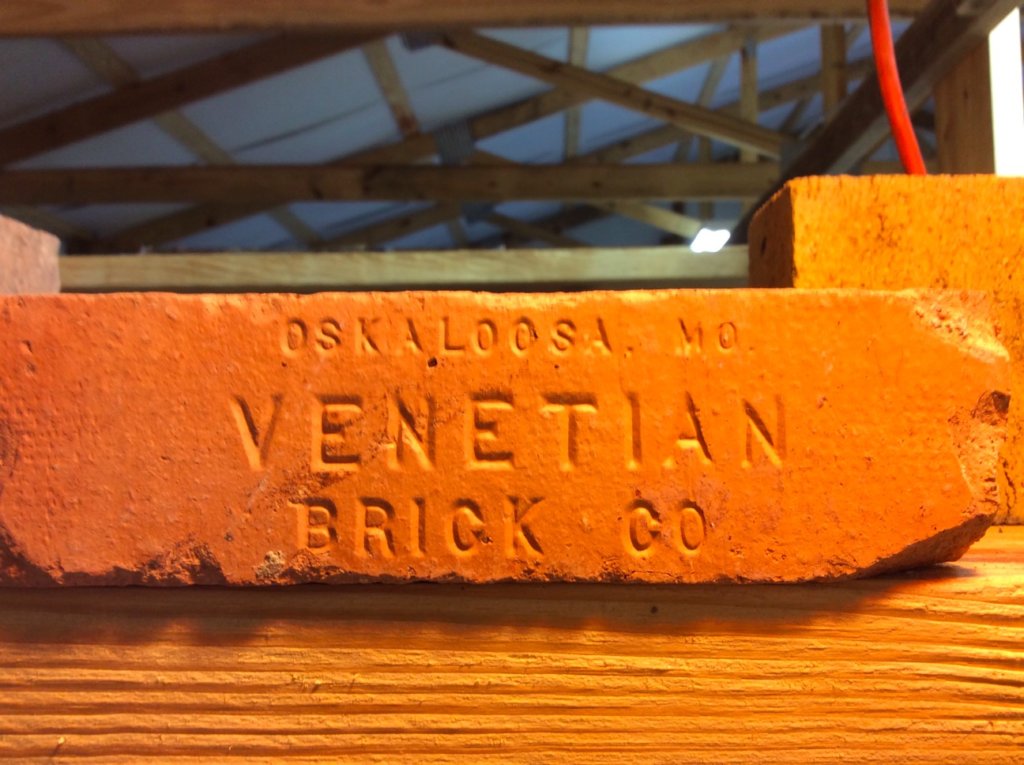 OSKALOOSA, MO.
VENETIAN
BRICK CO